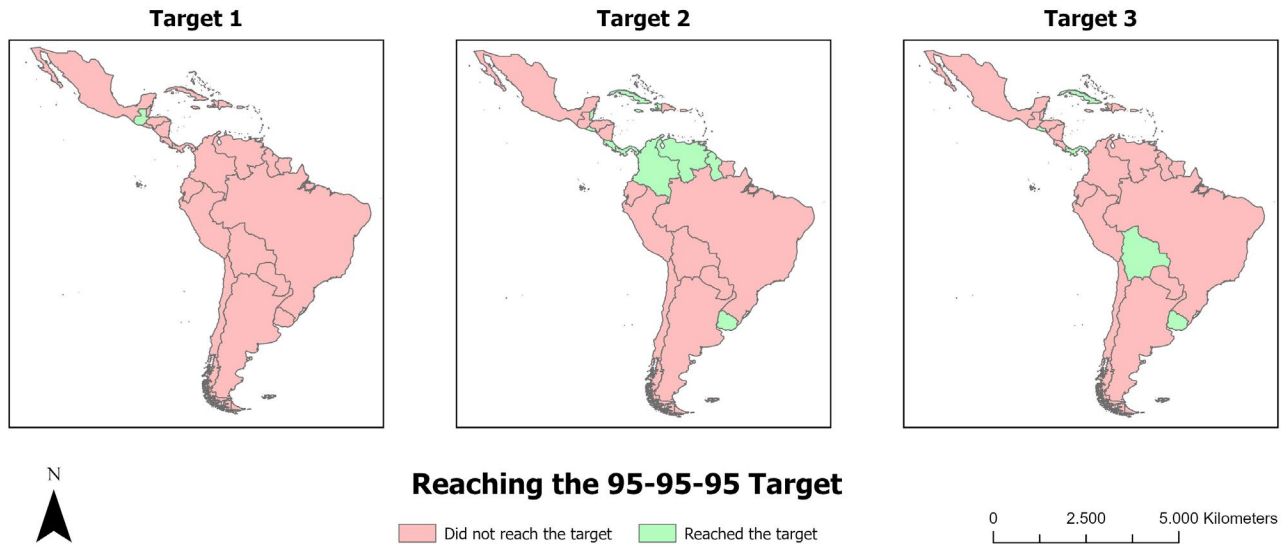 Target 1
Target 2
Target 3
N
Reaching the 95-95-95 Target
Did not reach the target
Reached the target
0 2.500 5.000 Kilometers